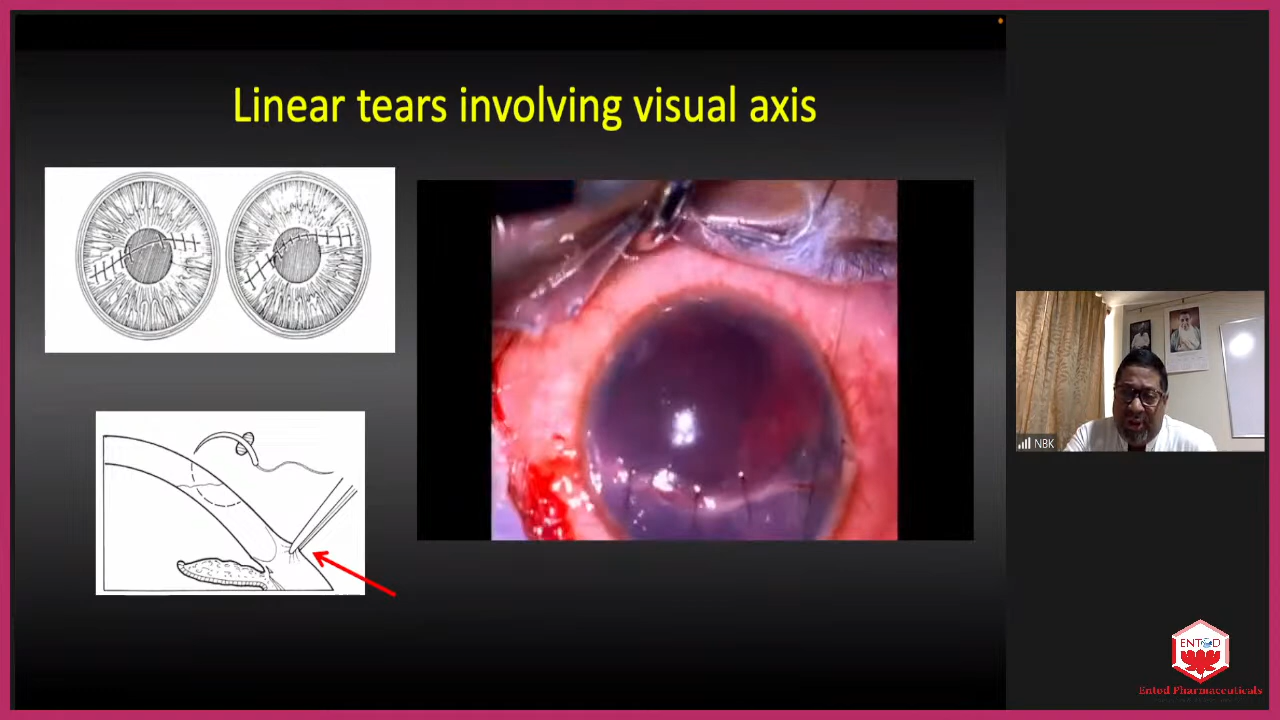 Linear tears involving visual axis
NBK
ENTOD
Entod Pharmaceuticals